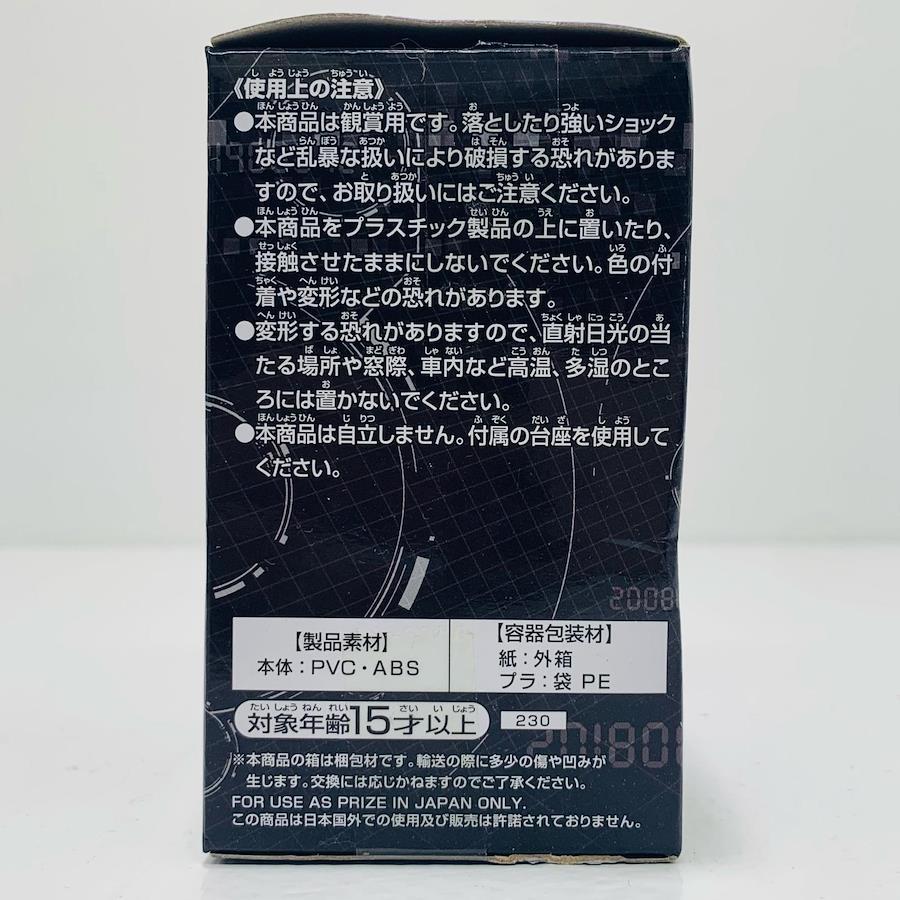 《使用上の注意》
●本商品は観賞用です。落としたり強いショック
など乱暴な扱いにより破損する恐れがありま
すので、お取り扱いにはご注意ください。
●本商品をプラスチック製品の上に置いたり、
接触させたままにしないでください。色の付
着や変形などの恐れがあります。
●変形する恐れがありますので、直射日光の当
たる場所や窓際、車内など高温、多湿のとこ
ろには置かないでください。
●本商品は自立しません。付属の台座を使用して
ください。
【製品素材】
本体：PVC・ABS
【容器包装材】
紙：外箱
プラ：袋 PE
対象年齢15才以上
230
※本商品の箱は梱包材です。輸送の際に多少の傷や凹みが
生じます。交換には応じかねますのでご了承ください。
FOR USE AS PRIZE IN JAPAN ONLY.
この商品は日本国外での使用及び販売は許諾されておりません。